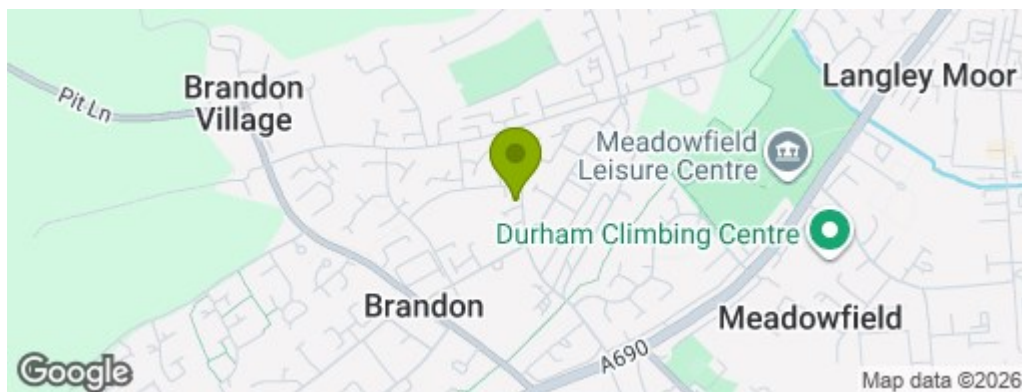 Pit Ln
Brandon
Village
Langley Moor
Meadowfield
Leisure Centre
Durham Climbing Centre
Brandon
Meadowfield
A690
Google
Map data ©2026